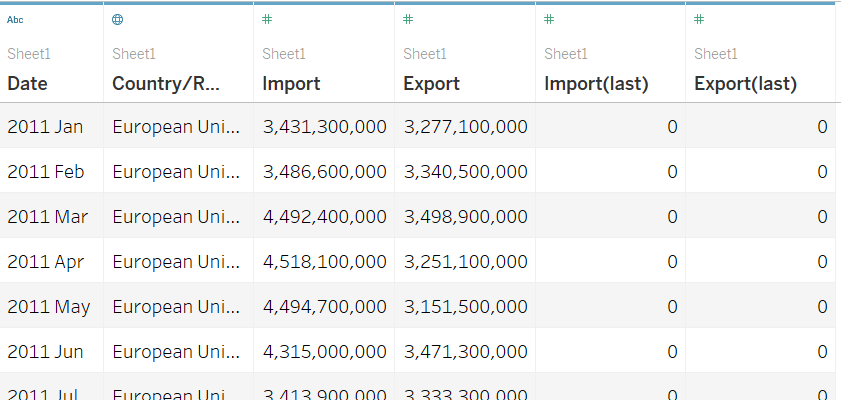 Abc # # # #
Sheet1 Sheet1 Sheet1 Sheet1 Sheet1 Sheet1
Date Country/R... Import Export Import(last) Export(last)
2011 Jan European Uni... 3,431,300,000 3,277,100,000 0 0
2011 Feb European Uni... 3,486,600,000 3,340,500,000 0 0
2011 Mar European Uni... 4,492,400,000 3,498,900,000 0 0
2011 Apr European Uni... 4,518,100,000 3,251,100,000 0 0
2011 May European Uni... 4,494,700,000 3,151,500,000 0 0
2011 Jun European Uni... 4,315,000,000 3,471,300,000 0 0
2011 Jul European Uni... 3,413,900,000 3,333,300,000 0 0